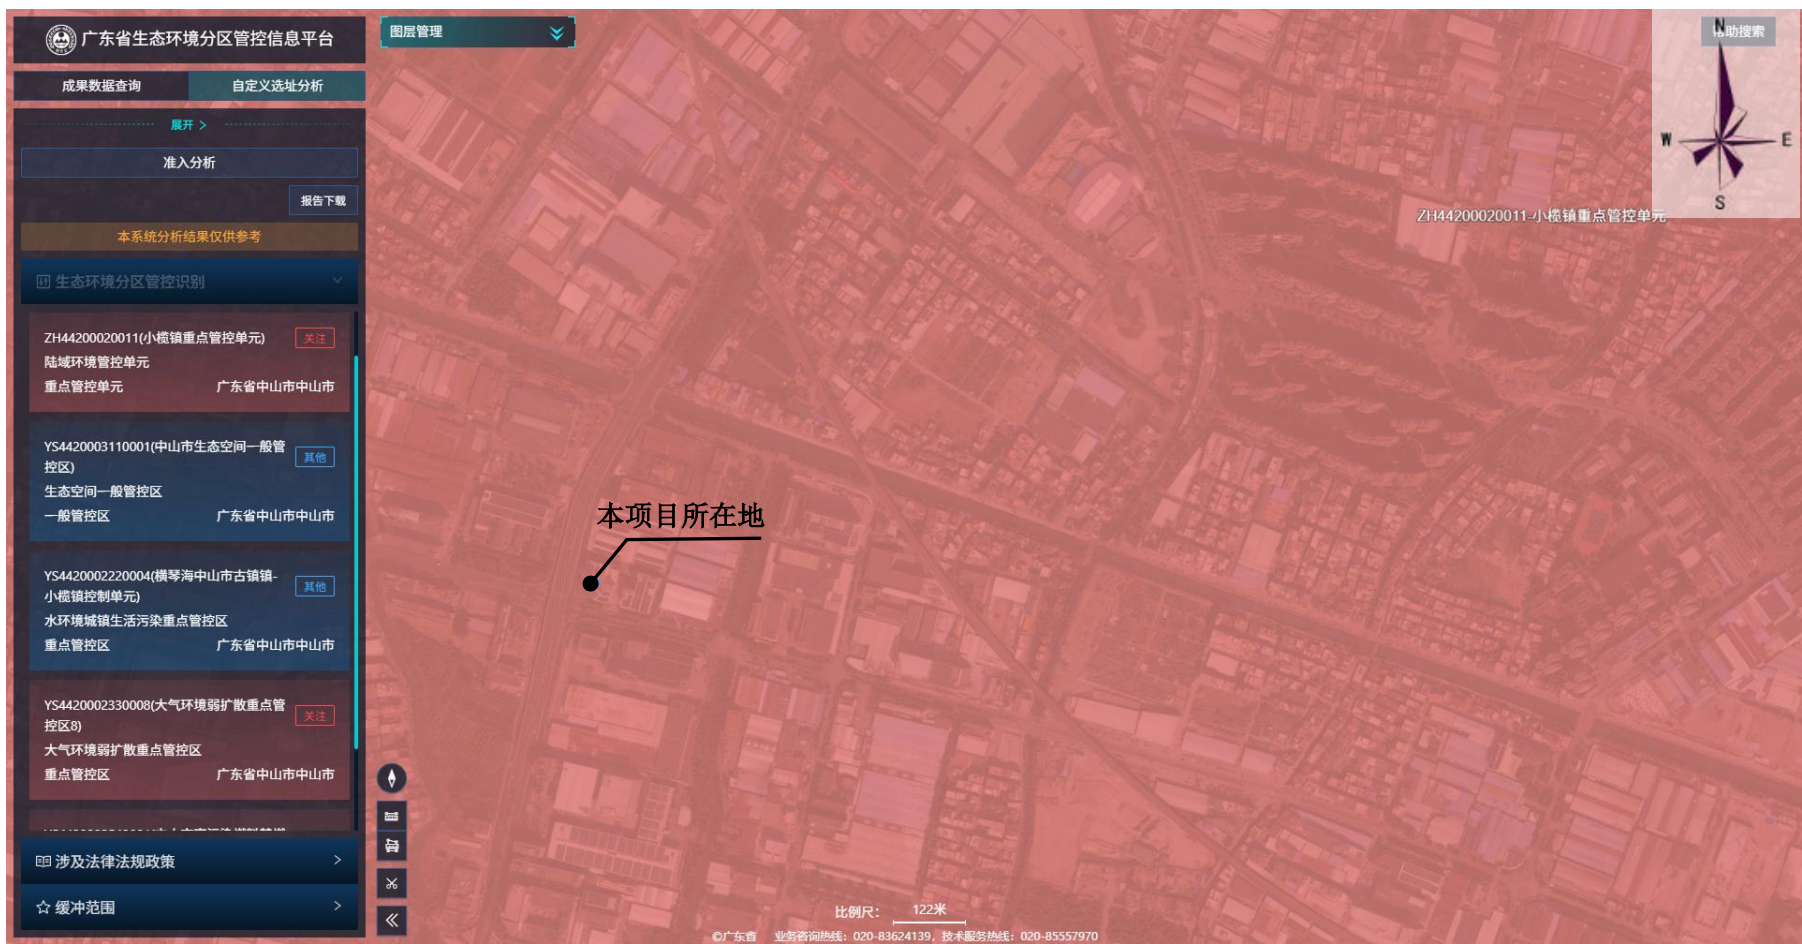 广东省生态环境分区管控信息平台
成果数据查询
自定义选址分析
展开 >
准入分析
报告下载
本系统分析结果仅供参考
生态环境分区管控识别
ZH44200020011(小榄镇重点管控单元)
关注
陆域环境管控单元
重点管控单元 广东省中山市中山市
YS4420003110001(中山市生态空间一般管
控区)
其他
生态空间一般管控区
一般管控区 广东省中山市中山市
YS4420002220004(横琴海中山市古镇镇-
小榄镇控制单元)
其他
水环境城镇生活污染重点管控区
重点管控区 广东省中山市中山市
YS4420002330008(大气环境弱扩散重点管
控区8)
关注
大气环境弱扩散重点管控区
重点管控区 广东省中山市中山市
涉及法律法规政策
缓冲范围
图层管理
助搜索
N
W
E
S
ZH44200020011-小榄镇重点管控单元
本项目所在地
比例尺: 122米
©广东省 业务咨询热线: 020-83624139, 技术服务热线: 020-85557970